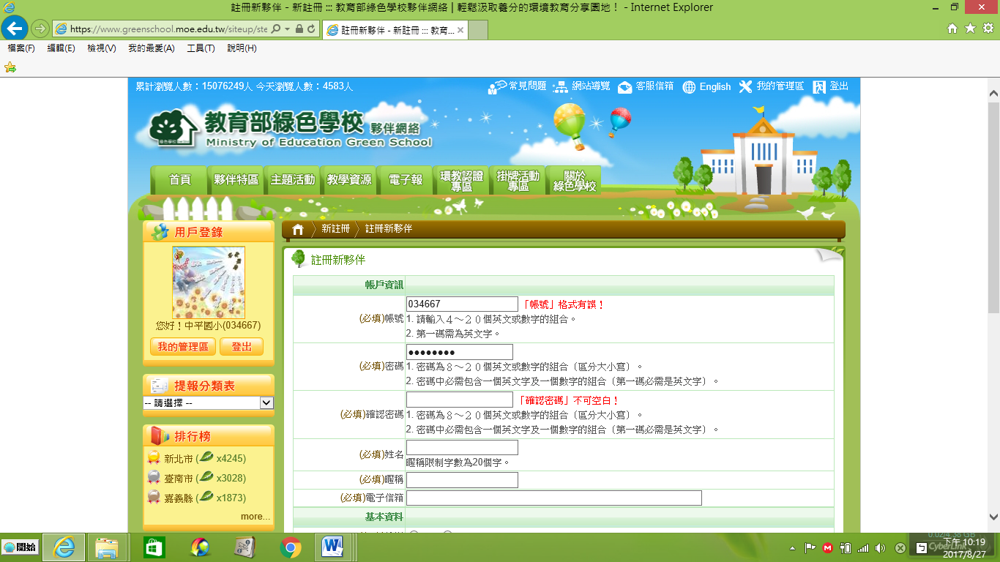 註冊新夥伴 - 新註冊 ::: 教育部綠色學校夥伴網絡 | 輕鬆汲取養分的環境教育分享園地！ - Internet Explorer
https://www.greenschool.moe.edu.tw/siteup/ste
註冊新夥伴 - 新註冊 ::: 教育...
檔案(F) 編輯(E) 檢視(V) 我的最愛(A) 工具(T) 說明(H)
累計瀏覽人數：15076249人 今天瀏覽人數：4583人
常見問題 網站導覽 客服信箱 English 我的管理區 登出
教育部綠色學校 夥伴網絡
Ministry of Education Green School
首頁 夥伴特區 主題活動 教學資源 電子報 環教認證專區 掛牌活動專區 關於綠色學校
用戶登錄
您好！中平國小(034667)
我的管理區 登出
提報分類表
-- 請選擇 --
排行榜
新北市 ( x4245)
臺南市 ( x3028)
嘉義縣 ( x1873)
more...
新註冊 註冊新夥伴
註冊新夥伴
帳戶資訊
(必填)帳號 034667 「帳號」格式有誤！
1. 請輸入４～２０個英文或數字的組合。
2. 第一碼需為英文字。
(必填)密碼 ●●●●●●●●
1. 密碼為８～２０個英文或數字的組合〔區分大小寫〕。
2. 密碼中必需包含一個英文字及一個數字的組合〔第一碼必需是英文字〕。
(必填)確認密碼 「確認密碼」不可空白！
1. 密碼為８～２０個英文或數字的組合〔區分大小寫〕。
2. 密碼中必需包含一個英文字及一個數字的組合〔第一碼必需是英文字〕。
(必填)姓名
暱稱限制字數為20個字。
(必填)暱稱
(必填)電子信箱
基本資料
開始
下午 10:19
2017/8/27
0.02/4.38 GB
CyberLink